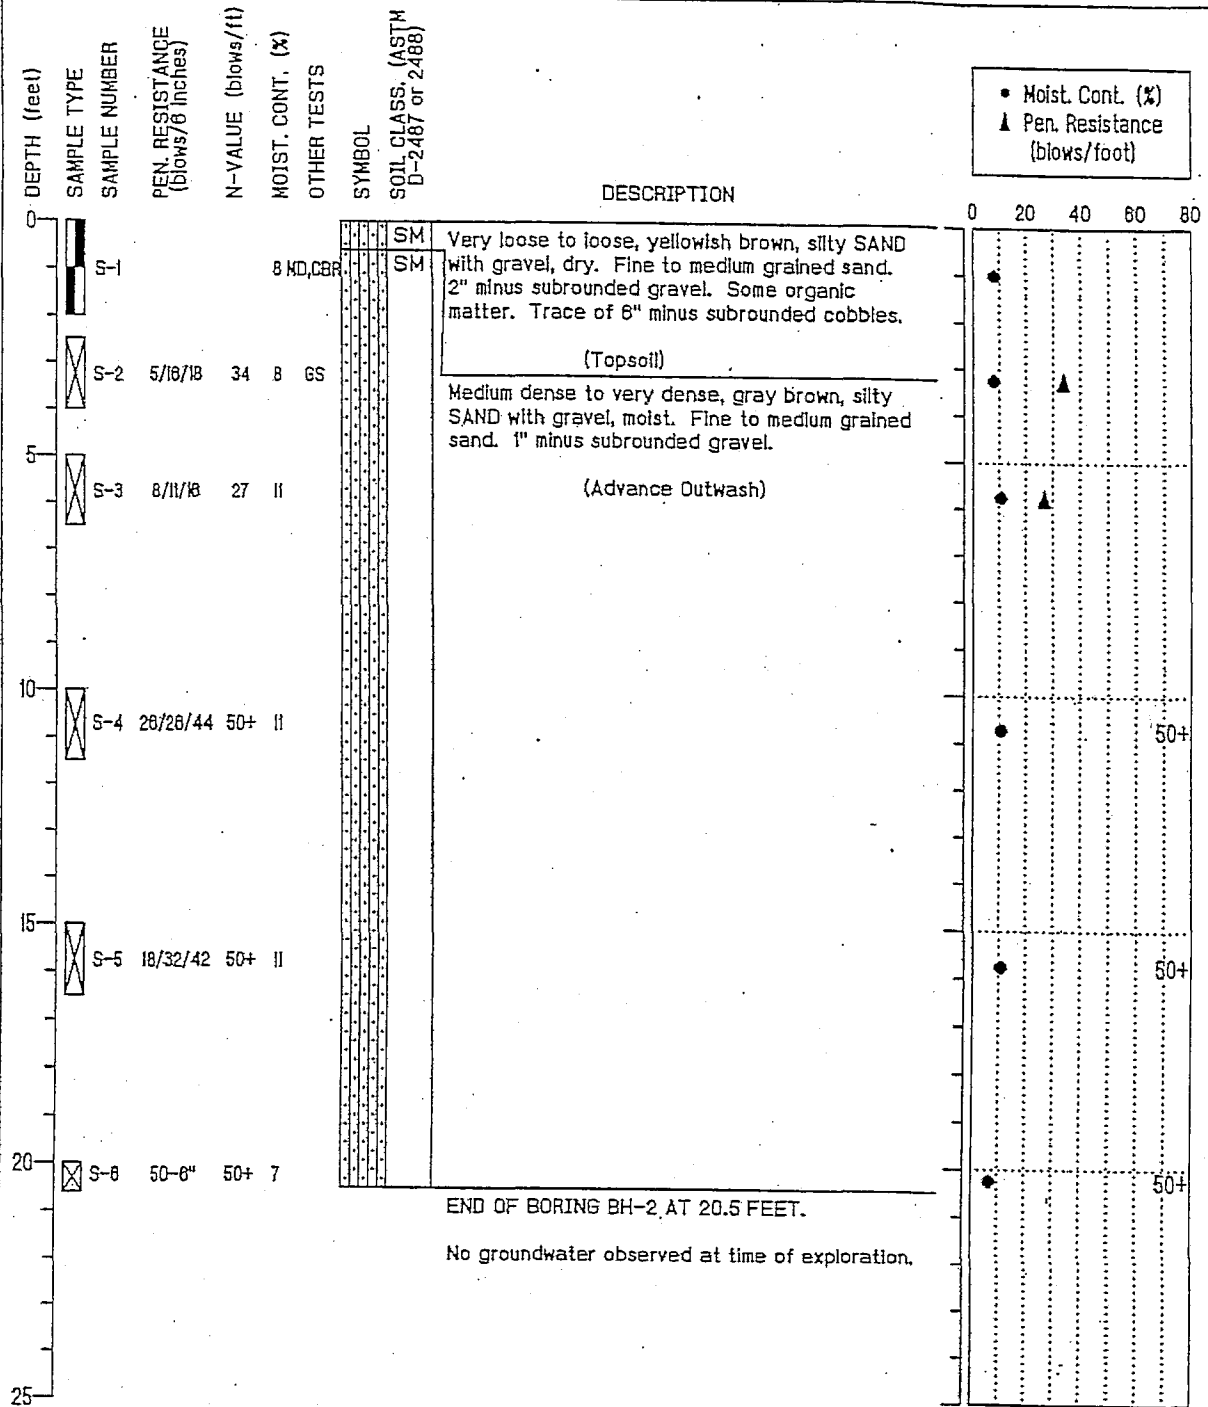 DEPTH (feet)
SAMPLE TYPE
SAMPLE NUMBER
PEN. RESISTANCE
(blows/6 inches)
N-VALUE (blows/ft)
MOIST. CONT. (%)
OTHER TESTS
SYMBOL
SOIL CLASS. (ASTM
D-2487 or 2488)
DESCRIPTION
● Moist. Cont. (%)
▲ Pen. Resistance
(blows/foot)
0 20 40 60 80
0
SM
Very loose to loose, yellowish brown, silty SAND
S-1 8 MD,CBR SM with gravel, dry. Fine to medium grained sand.
2" minus subrounded gravel. Some organic
matter. Trace of 6" minus subrounded cobbles.
(Topsoil)
S-2 5/16/18 34 8 GS
Medium dense to very dense, gray brown, silty
SAND with gravel, moist. Fine to medium grained
sand. 1" minus subrounded gravel.
5
S-3 8/11/16 27 11
(Advance Outwash)
10
S-4 26/28/44 50+ 11 50+
15
S-5 18/32/42 50+ 11 50+
20
S-6 50-6" 50+ 7 50+
END OF BORING BH-2 AT 20.5 FEET.
No groundwater observed at time of exploration.
25